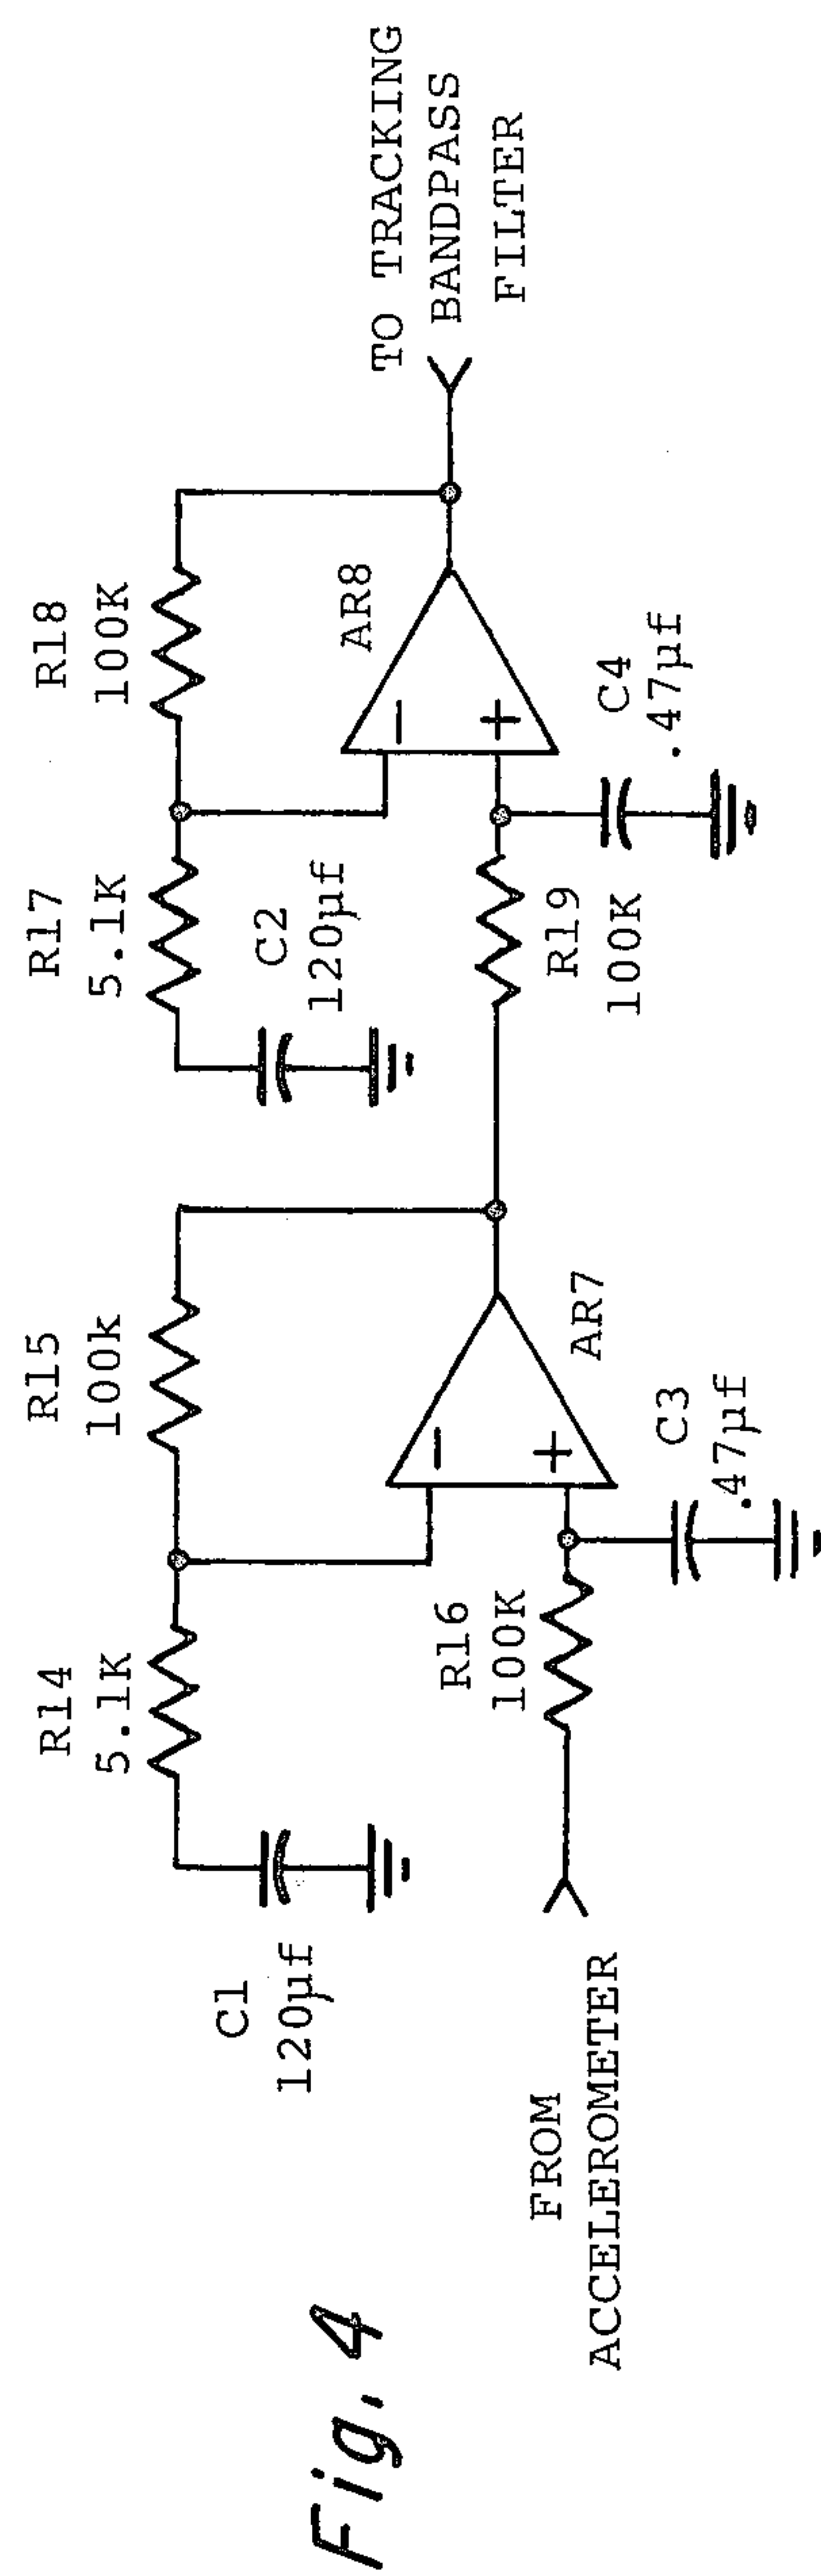 R14
5.1K
R15
100k
R17
5.1K
R18
100K
C1
120µf
C2
120µf
TO TRACKING
BANDPASS
FILTER
−
+
AR7
−
+
AR8
R16
100K
R19
100K
C3
.47µf
C4
.47µf
FROM
ACCELEROMETER
Fig. 4